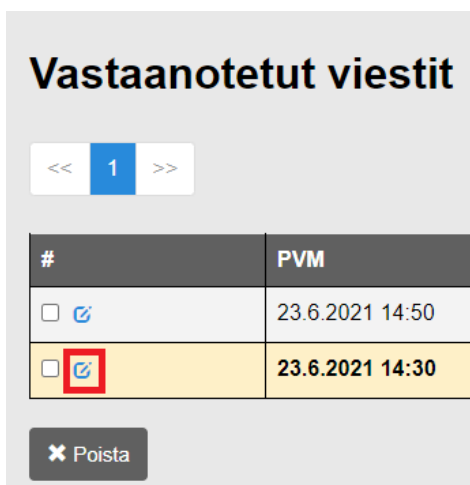 Vastaanotetut viestit
<< 1 >>
# PVM
23.6.2021 14:50
23.6.2021 14:30
Poista